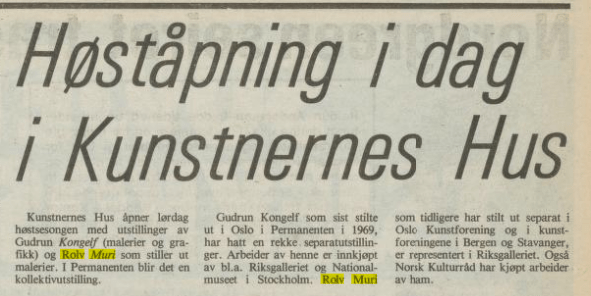 Høståpning i dag
i Kunstnernes Hus
Kunstnernes Hus åpner lørdag
høstsesongen med utstillinger av
Gudrun Kongelf (malerier og gra-
fikk) og Rolv Muri som stiller ut
malerier. I Permanenten blir det en
kollektivutstilling.
Gudrun Kongelf som sist stilte
ut i Oslo i Permanenten i 1969,
har hatt en rekke separatutstillin-
ger. Arbeider av henne er innkjøpt
av bl.a. Riksgalleriet og National-
museet i Stockholm. Rolv Muri
som tidligere har stilt ut separat i
Oslo Kunstforening og i kunst-
foreningene i Bergen og Stavanger,
er representert i Riksgalleriet. Også
Norsk Kulturråd har kjøpt arbeider
av ham.